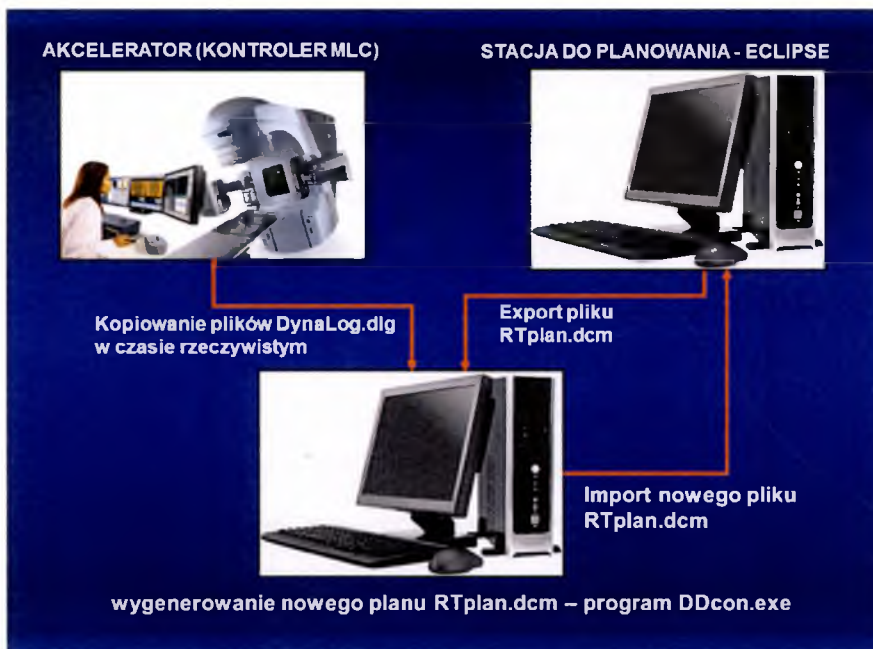 AKCELERATOR (KONTROLER MLC)
STACJA DO PLANOWANIA - ECLIPSE
Kopiowanie plików DynaLog.dlg
w czasie rzeczywistym
Export pliku
RTplan.dcm
Import nowego pliku
RTplan.dcm
wygenerowanie nowego planu RTplan.dcm – program DDcon.exe